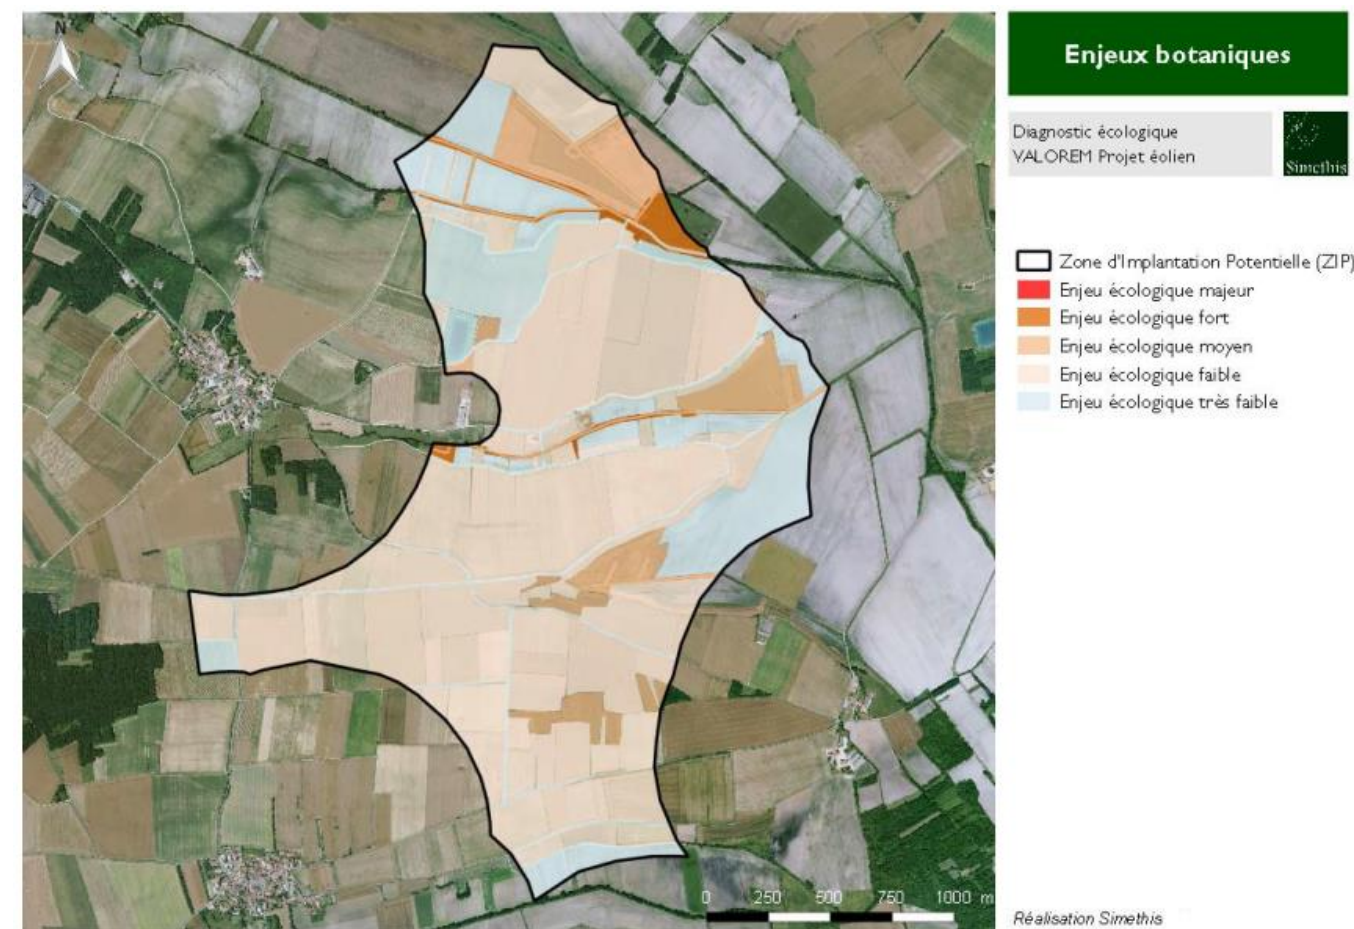 N
Enjeux botaniques
Diagnostic écologique
VALOREM Projet éolien
Simethis
Zone d'Implantation Potentielle (ZIP)
Enjeu écologique majeur
Enjeu écologique fort
Enjeu écologique moyen
Enjeu écologique faible
Enjeu écologique très faible
0 250 500 750 1000 m
Réalisation Simethis